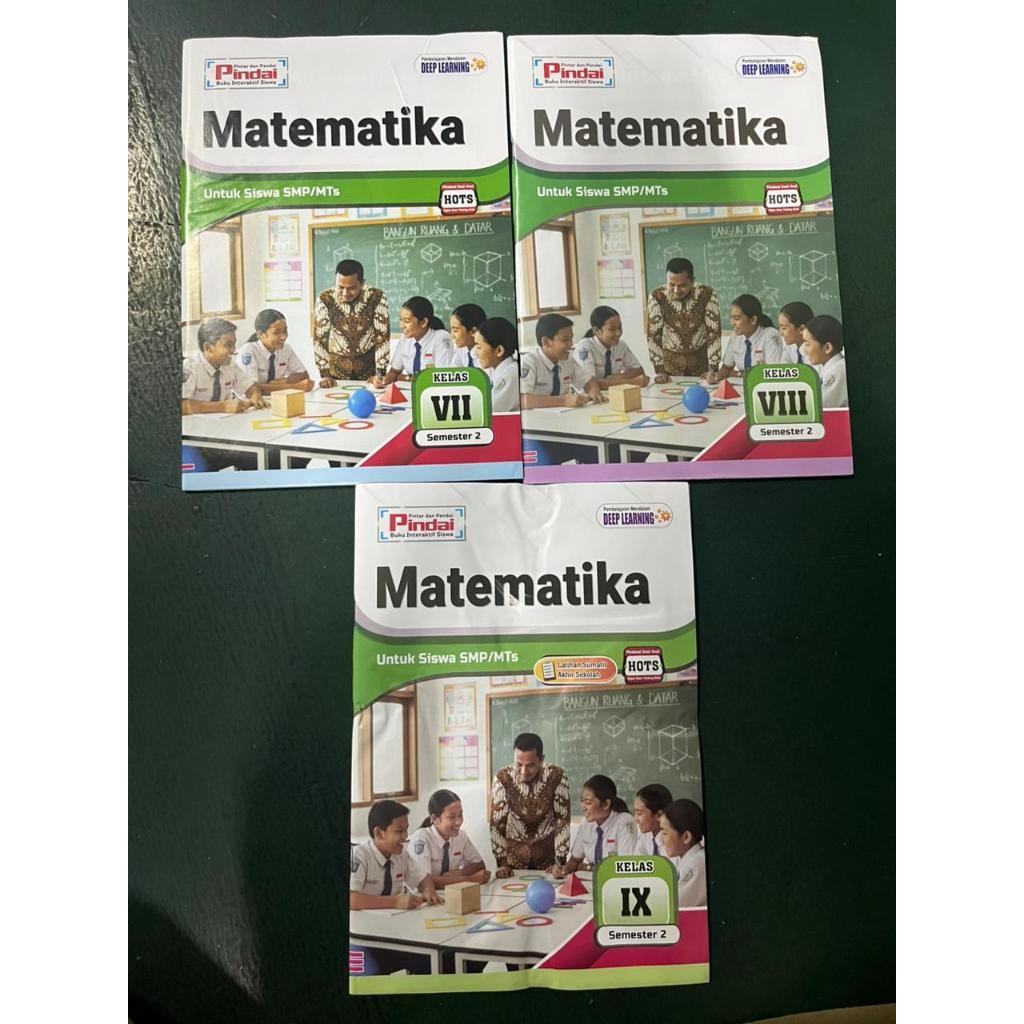 Pintar dan Pandai
Pindai
Buku Interaktif Siswa
Pembelajaran Mendalam
DEEP LEARNING
Matematika
Untuk Siswa SMP/MTs
HOTS
BANGUN RUANG & DATAR
KELAS
VII
Semester 2
Pintar dan Pandai
Pindai
Buku Interaktif Siswa
Pembelajaran Mendalam
DEEP LEARNING
Matematika
Untuk Siswa SMP/MTs
HOTS
BANGUN RUANG & DATAR
KELAS
VIII
Semester 2
Pintar dan Pandai
Pindai
Buku Interaktif Siswa
Pembelajaran Mendalam
DEEP LEARNING
Matematika
Untuk Siswa SMP/MTs
Latihan Sumatif
Akhir Sekolah
HOTS
BANGUN RUANG & DATAR
KELAS
IX
Semester 2